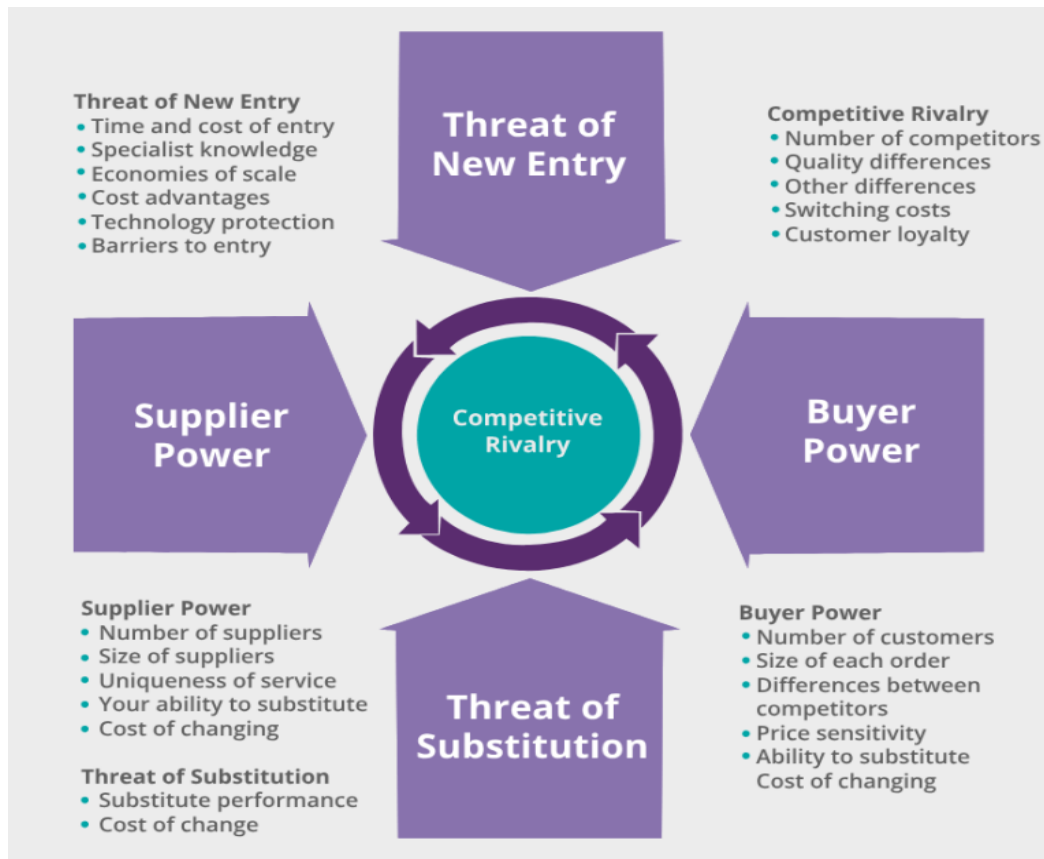 Threat of New Entry
• Time and cost of entry
• Specialist knowledge
• Economies of scale
• Cost advantages
• Technology protection
• Barriers to entry
Threat of
New Entry
Competitive Rivalry
• Number of competitors
• Quality differences
• Other differences
• Switching costs
• Customer loyalty
Supplier
Power
Competitive
Rivalry
Buyer
Power
Supplier Power
• Number of suppliers
• Size of suppliers
• Uniqueness of service
• Your ability to substitute
• Cost of changing
Threat of Substitution
• Substitute performance
• Cost of change
Threat of
Substitution
Buyer Power
• Number of customers
• Size of each order
• Differences between
competitors
• Price sensitivity
• Ability to substitute
Cost of changing